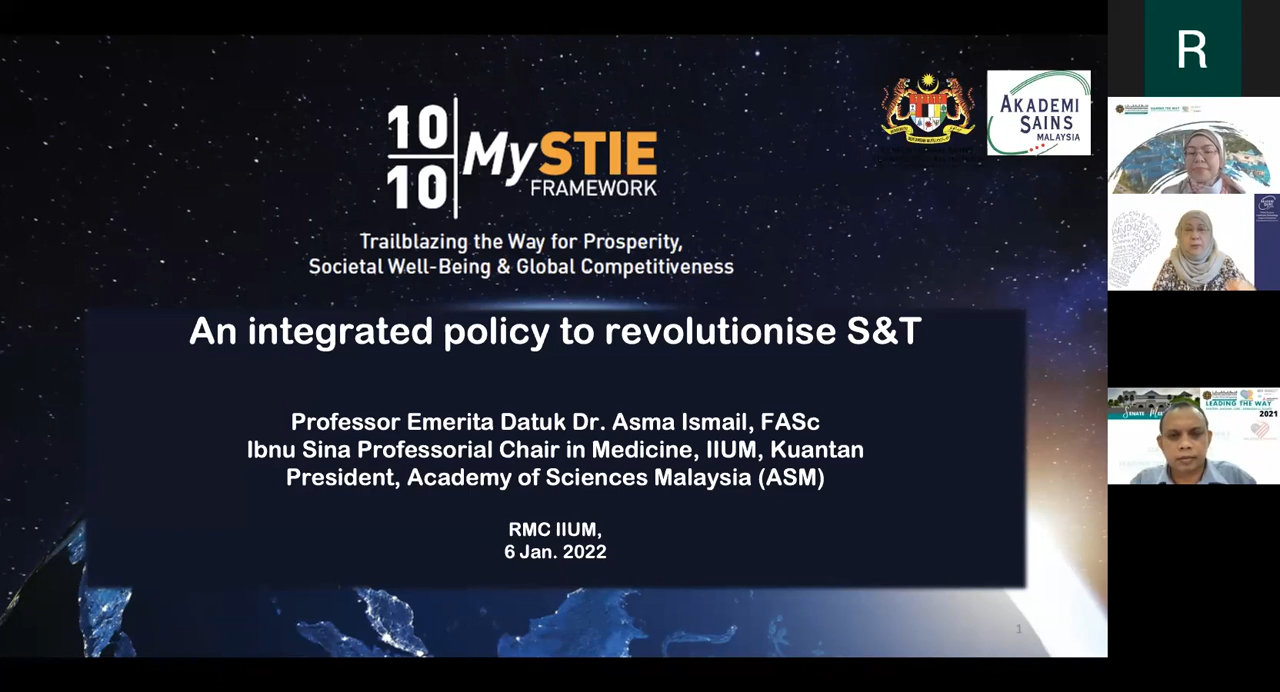 10
10
MySTIE
FRAMEWORK
Trailblazing the Way for Prosperity,
Societal Well-Being & Global Competitiveness
AKADEMI
SAINS
MALAYSIA
An integrated policy to revolutionise S&T
Professor Emerita Datuk Dr. Asma Ismail, FASc
Ibnu Sina Professorial Chair in Medicine, IIUM, Kuantan
President, Academy of Sciences Malaysia (ASM)
RMC IIUM,
6 Jan. 2022
1
R
LEADING THE WAY
2021